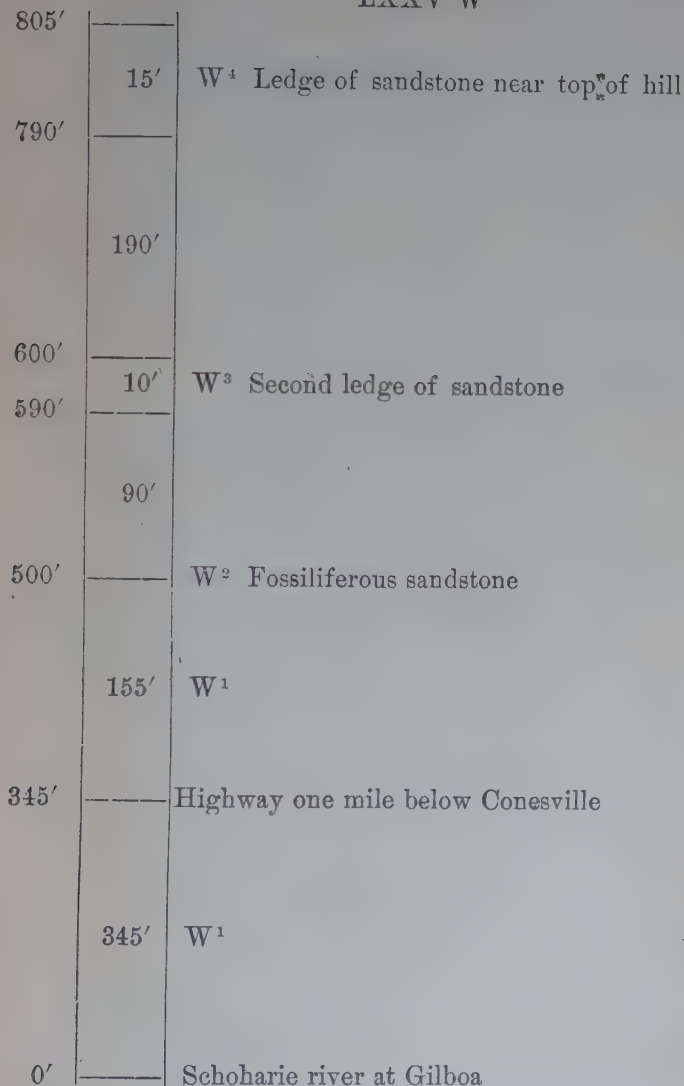 LXXV W
805′
15′ W⁴ Ledge of sandstone near top of hill
790′
190′
600′
10′ W³ Second ledge of sandstone
590′
90′
500′ W² Fossiliferous sandstone
155′ W¹
345′ Highway one mile below Conesville
345′ W¹
0′ Schoharie river at Gilboa